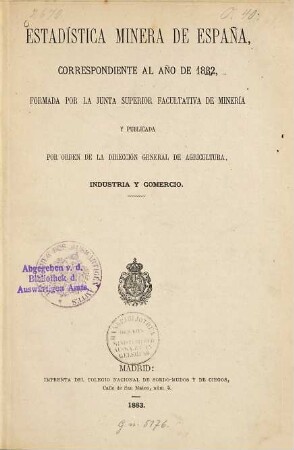 ESTADÍSTICA MINERA DE ESPAÑA,
CORRESPONDIENTE AL AÑO DE 1882,
FORMADA POR LA JUNTA SUPERIOR FACULTATIVA DE MINERÍA
Y PUBLICADA
POR ORDEN DE LA DIRECCIÓN GENERAL DE AGRICULTURA,
INDUSTRIA Y COMERCIO.
Abgegeben v. d.
Bibliothek d.
Auswärtigen Amts.
MADRID:
IMPRENTA DEL COLEGIO NACIONAL DE SORDO-MUDOS Y DE CIEGOS,
Calle de San Mateo, núm. 5.
1883.